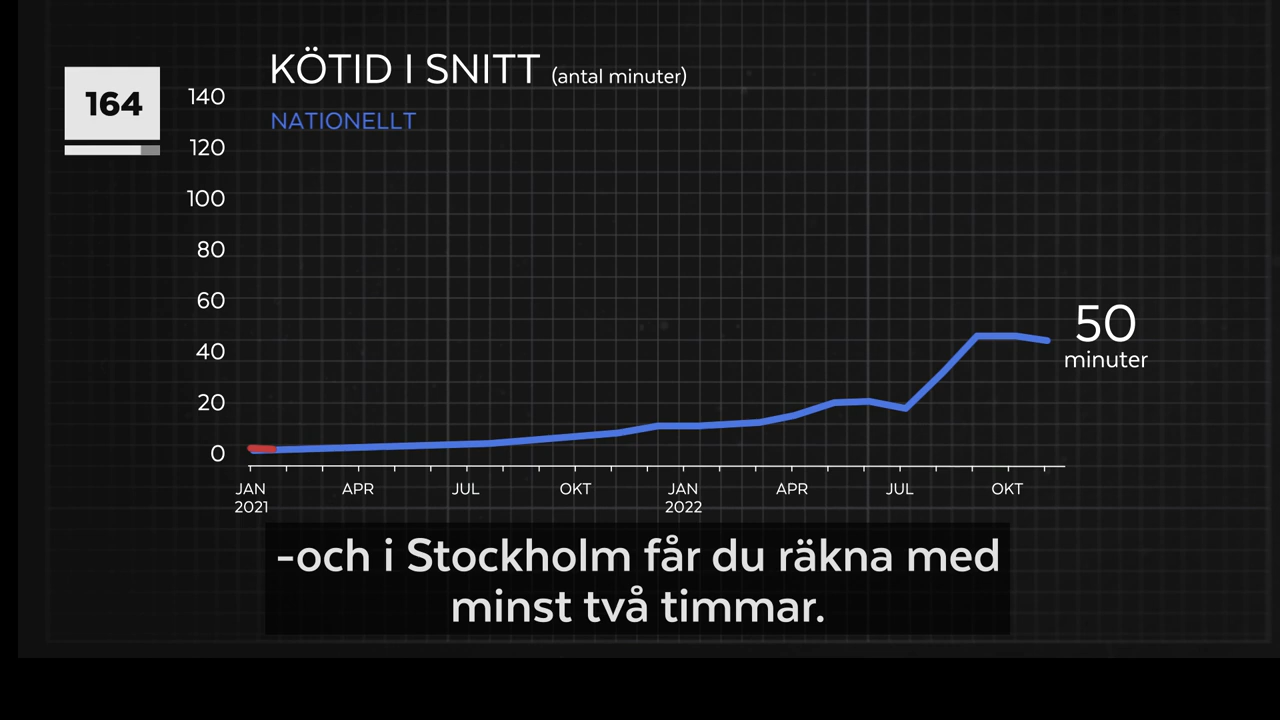 KÖTID I SNITT (antal minuter)
NATIONELLT
164
140
120
100
80
60
40
20
0
50
minuter
JAN APR JUL OKT JAN APR JUL OKT
2021 2022
-och i Stockholm får du räkna med
minst två timmar.